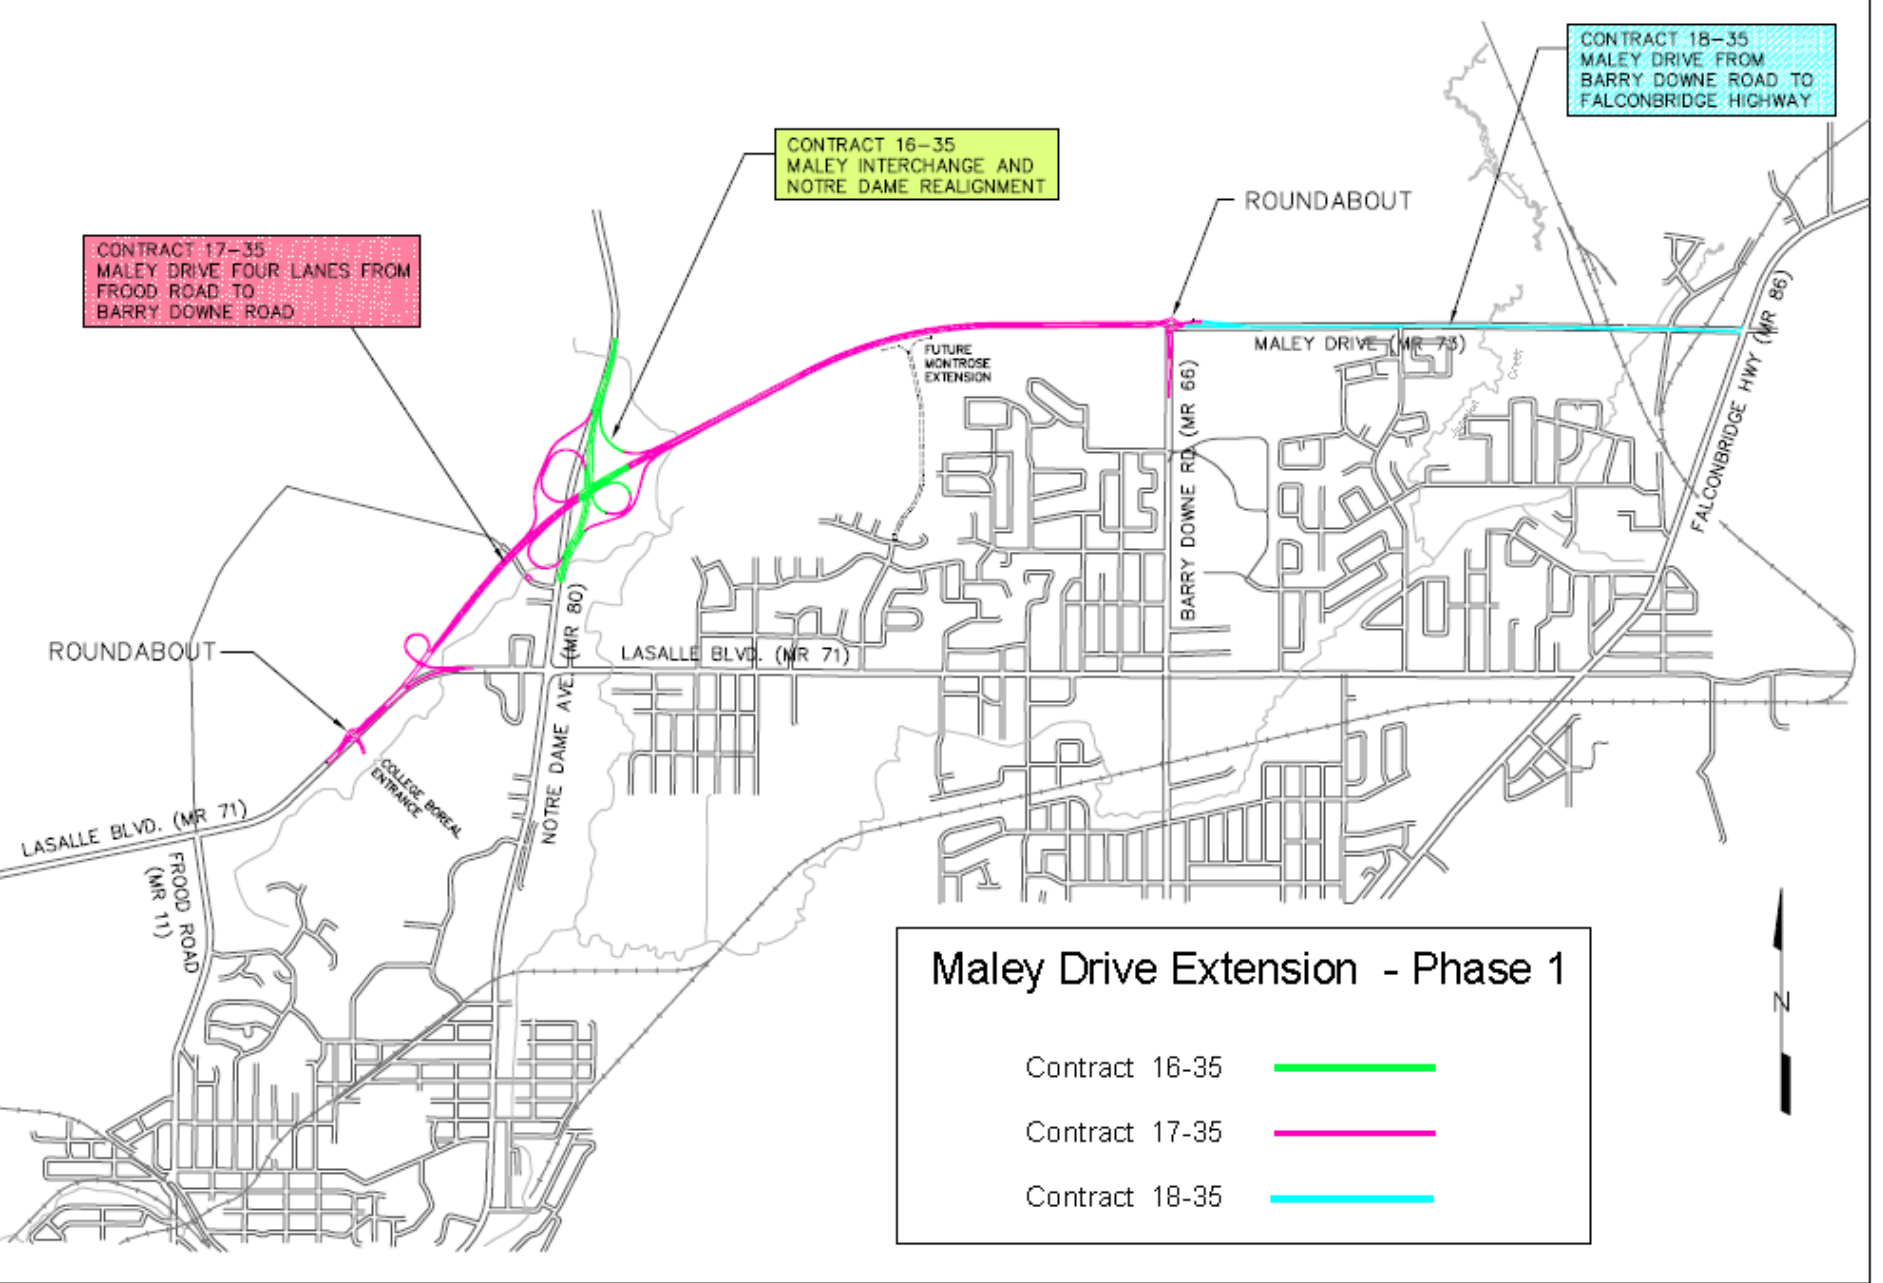 CONTRACT 18-35
MALEY DRIVE FROM
BARRY DOWNE ROAD TO
FALCONBRIDGE HIGHWAY
CONTRACT 16-35
MALEY INTERCHANGE AND
NOTRE DAME REALIGNMENT
ROUNDABOUT
CONTRACT 17-35
MALEY DRIVE FOUR LANES FROM
FROOD ROAD TO
BARRY DOWNE ROAD
FUTURE
MONTROSE
EXTENSION
MALEY DRIVE (MR 73)
FALCONBRIDGE HWY (MR 86)
BARRY DOWNE RD (MR 66)
Creek
ROUNDABOUT
LASALLE BLVD. (MR 71)
NOTRE DAME AVE. (MR 80)
COLLEGE BOREAL
ENTRANCE
LASALLE BLVD. (MR 71)
FROOD ROAD
(MR 11)
Maley Drive Extension - Phase 1
Contract 16-35
Contract 17-35
Contract 18-35
N